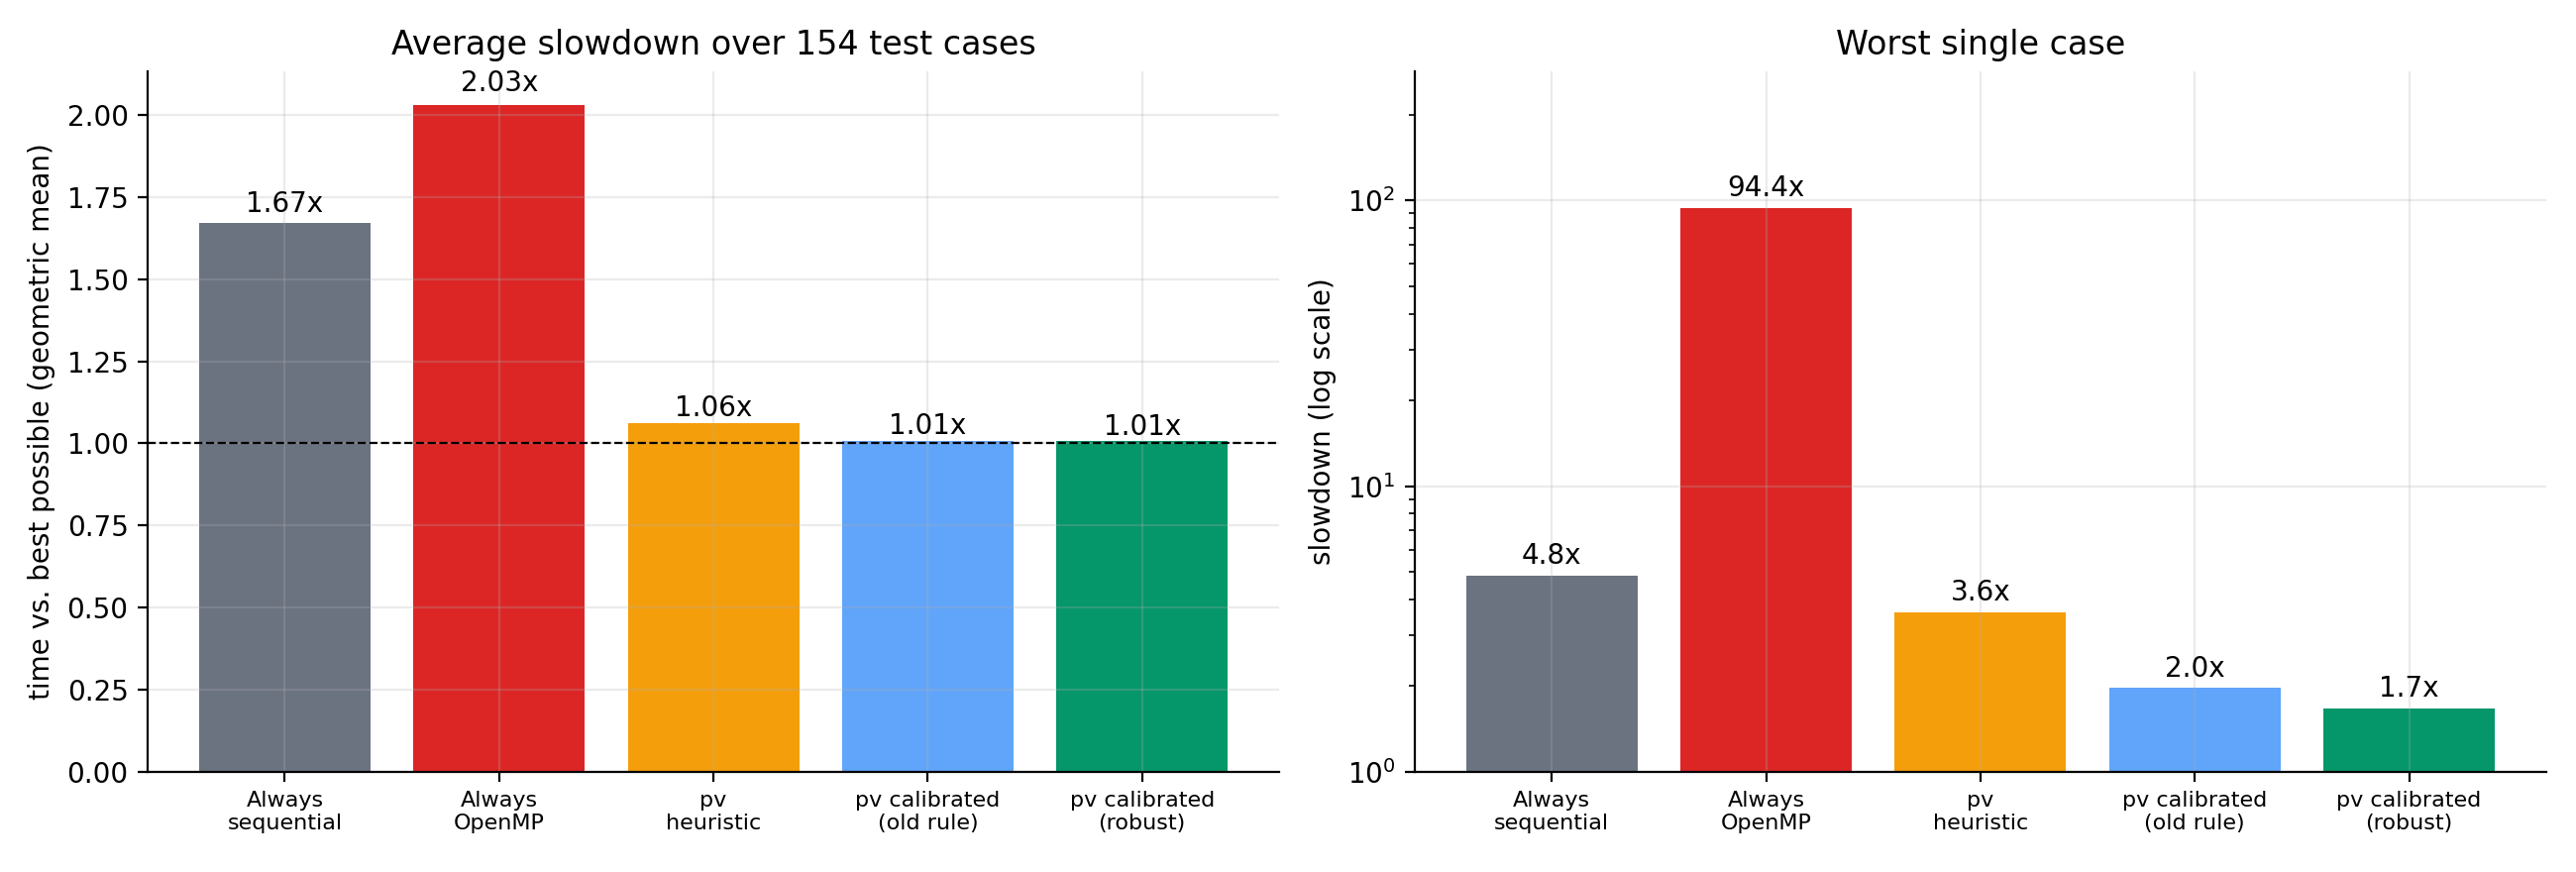 Average slowdown over 154 test cases
time vs. best possible (geometric mean)
2.00
1.75
1.50
1.25
1.00
0.75
0.50
0.25
0.00
1.67x
2.03x
1.06x
1.01x
1.01x
Always
sequential
Always
OpenMP
pv
heuristic
pv calibrated
(old rule)
pv calibrated
(robust)
Worst single case
slowdown (log scale)
10²
10¹
10⁰
4.8x
94.4x
3.6x
2.0x
1.7x
Always
sequential
Always
OpenMP
pv
heuristic
pv calibrated
(old rule)
pv calibrated
(robust)